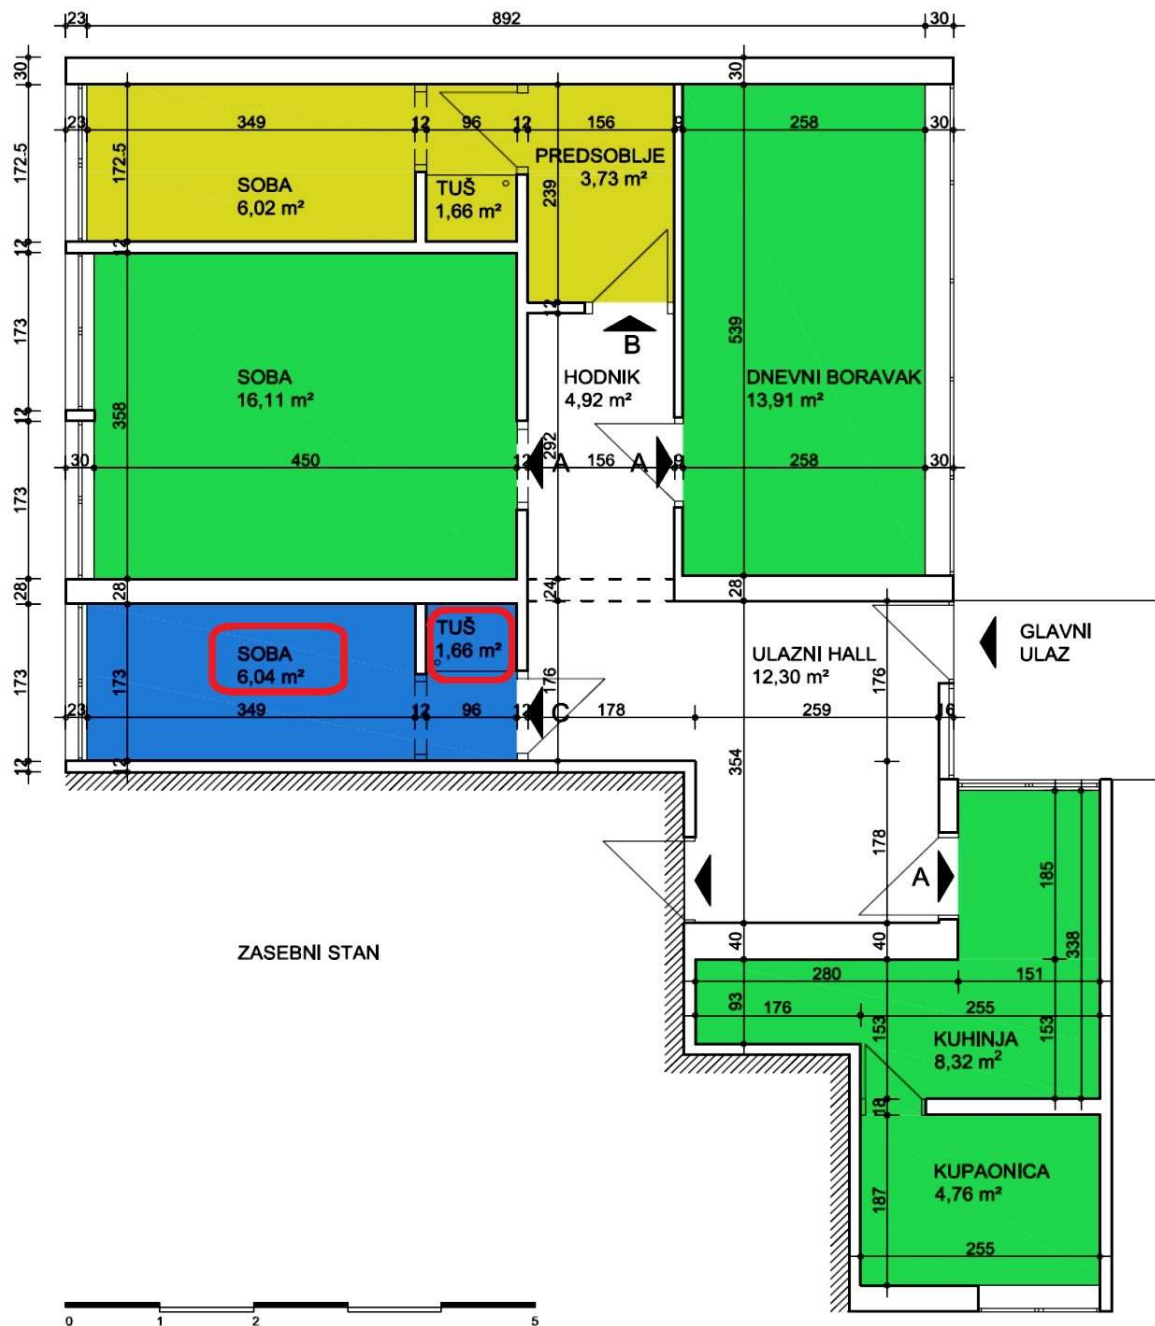 23 892 30
30 30
23 349 12 96 12 156 9 258 30
172.5 172.5
PREDSOBLJE
3,73 m²
SOBA
6,02 m²
TUŠ
1,66 m²
239
12 12
12
B
173
539
SOBA
16,11 m²
HODNIK
4,92 m²
DNEVNI BORAVAK
13,91 m²
12
358
292
30 450 12 A 156 A 9 258 30
173
28 28 24 28
TUŠ
1,66 m²
SOBA
6,04 m²
ULAZNI HALL
12,30 m²
GLAVNI
ULAZ
173 173 176 176
23 349 12 96 12 C 178 259 16
12 12
354
178
A
185
338
ZASEBNI STAN
40 40
280 151
93
176 255
153 153
KUHINJA
8,32 m²
18
KUPAONICA
4,76 m²
187
255
0 1 2 5